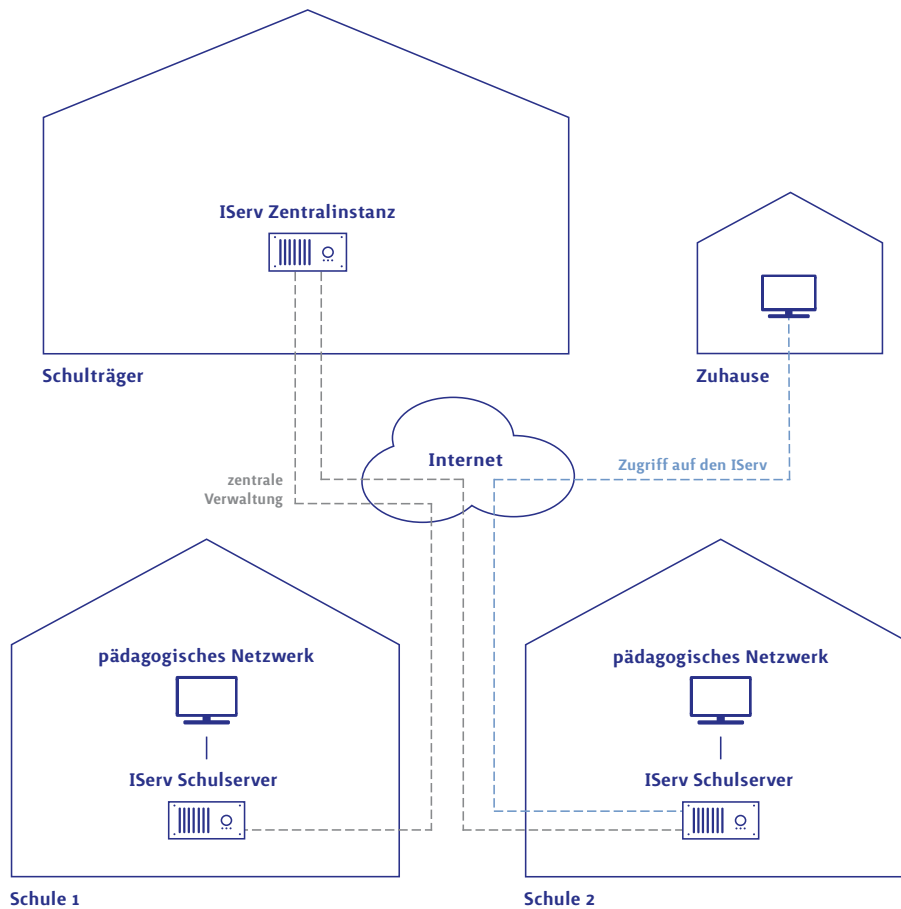 IServ Zentralinstanz
Schulträger
Zuhause
Internet
Zugriff auf den IServ
zentrale
Verwaltung
pädagogisches Netzwerk
IServ Schulserver
Schule 1
pädagogisches Netzwerk
IServ Schulserver
Schule 2